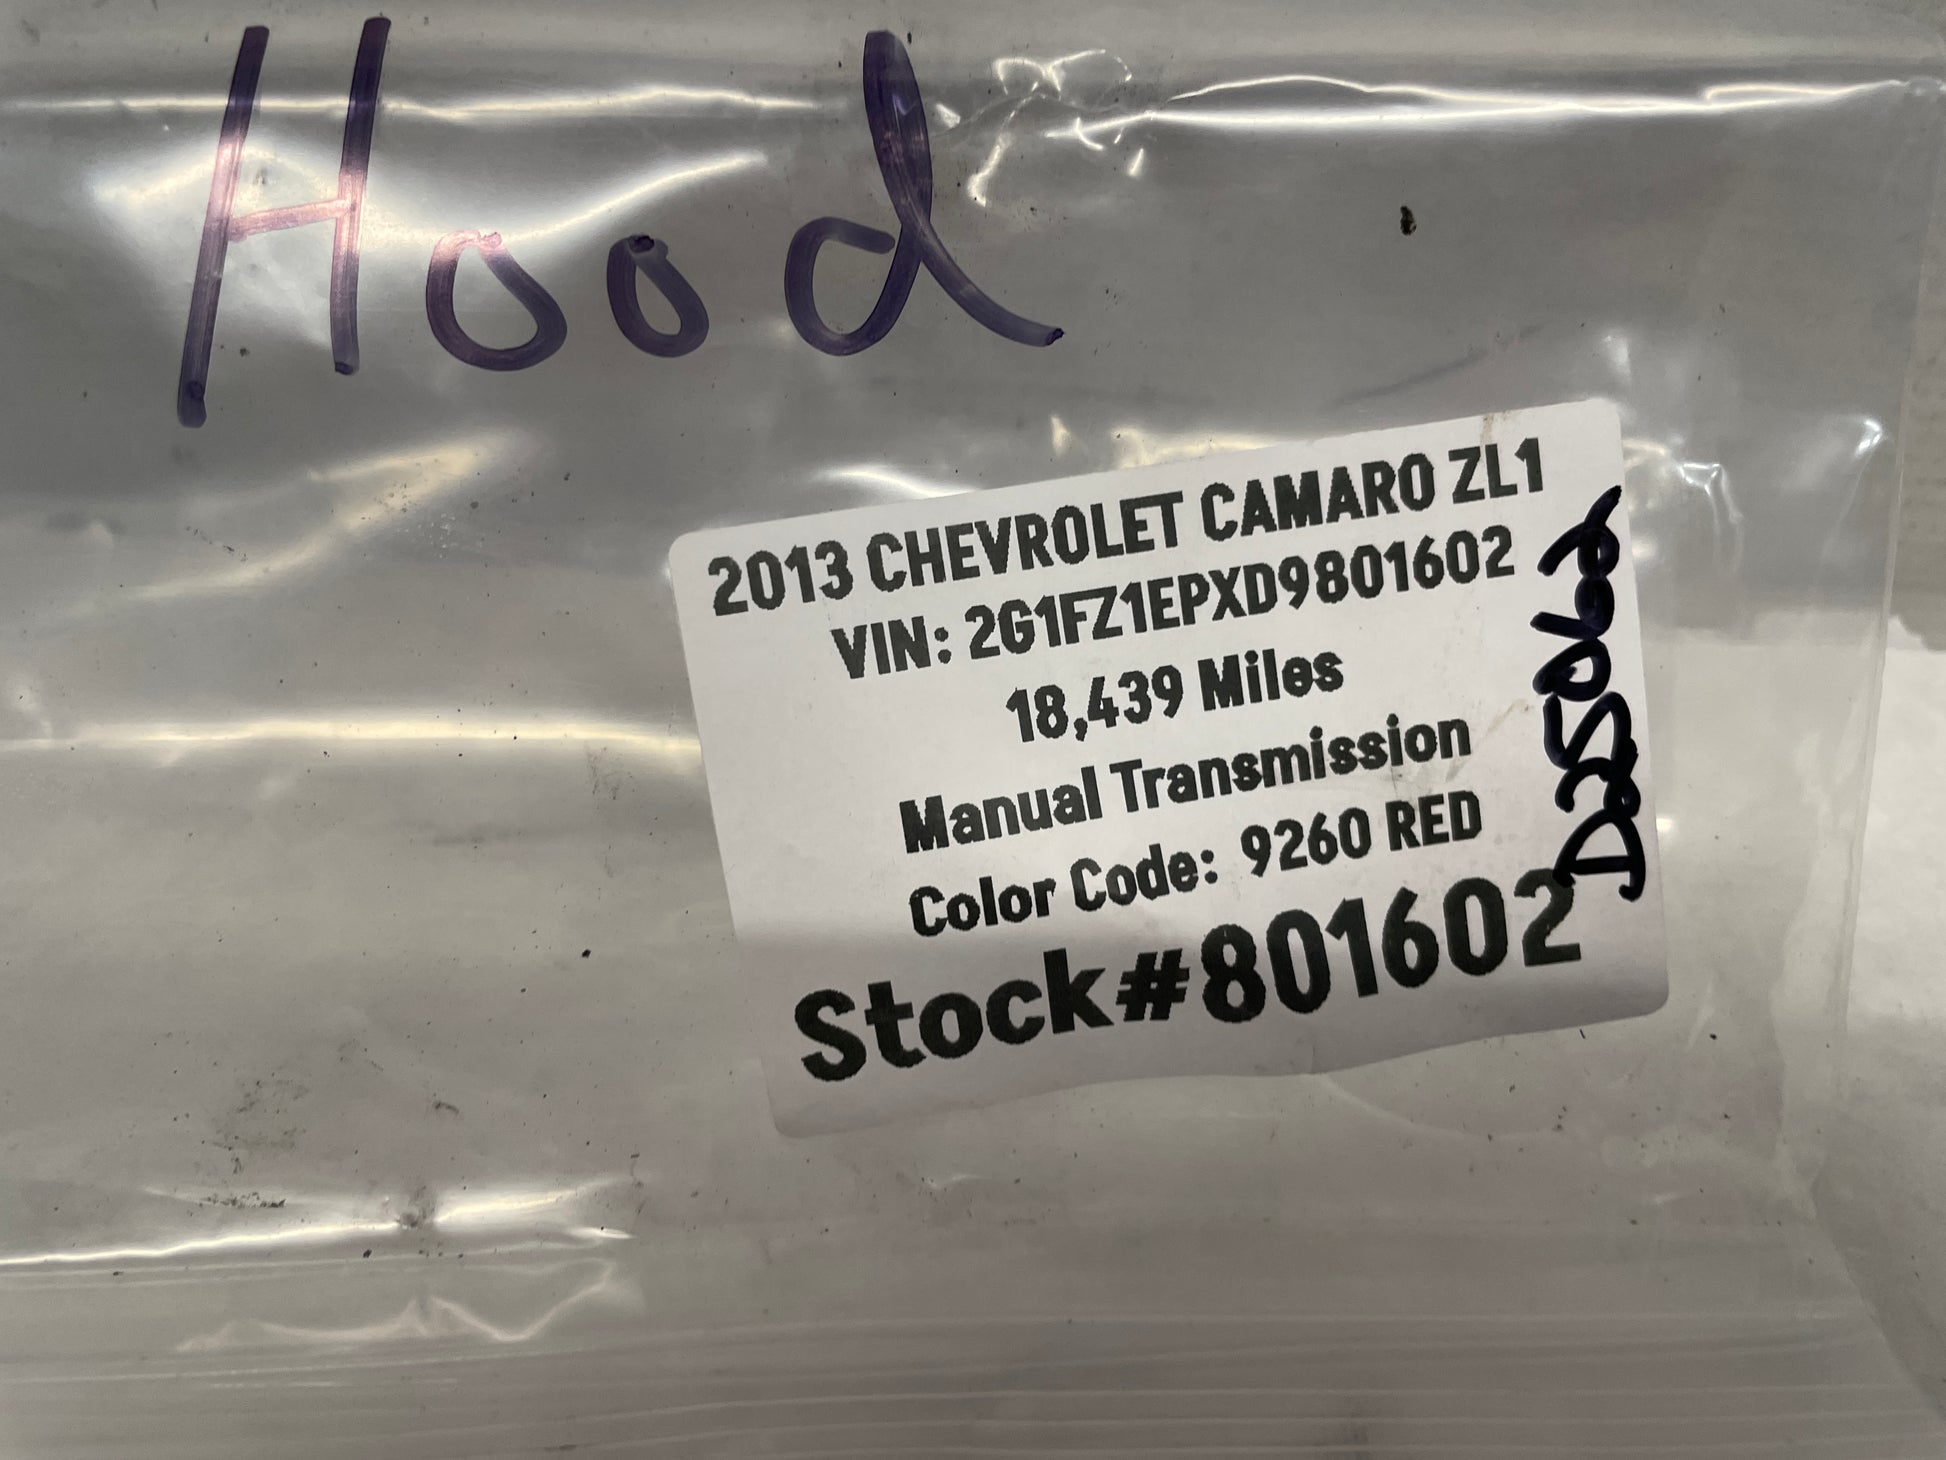 Hood
2013 CHEVROLET CAMARO ZL1
VIN: 2G1FZ1EPXD9801602
18,439 Miles
Manual Transmission
Color Code: 9260 RED
Stock#801602